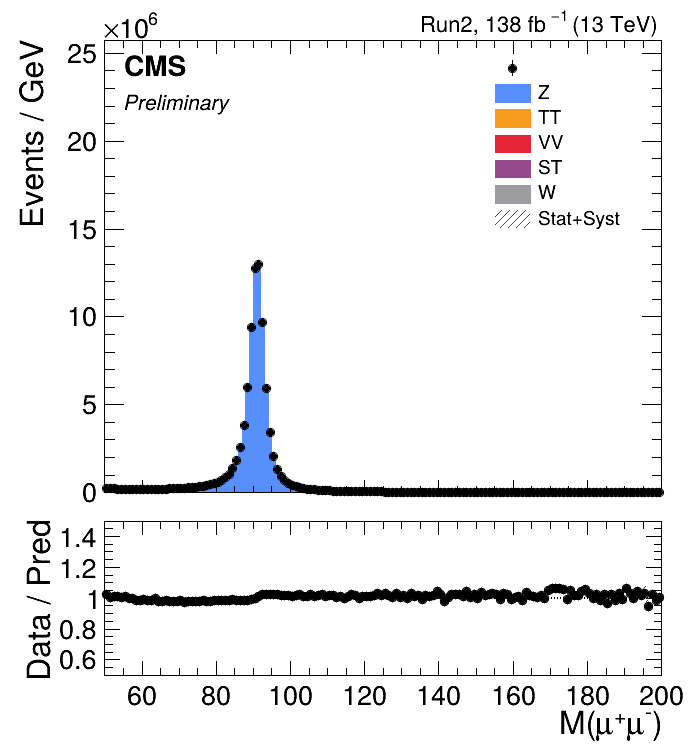 ×10⁶
Run2, 138 fb⁻¹ (13 TeV)
CMS
Preliminary
Z
TT
VV
ST
W
Stat+Syst
Events / GeV
25
20
15
10
5
0
Data / Pred
1.4
1.2
1
0.8
0.6
60 80 100 120 140 160 180 200
M(μ⁺μ⁻)